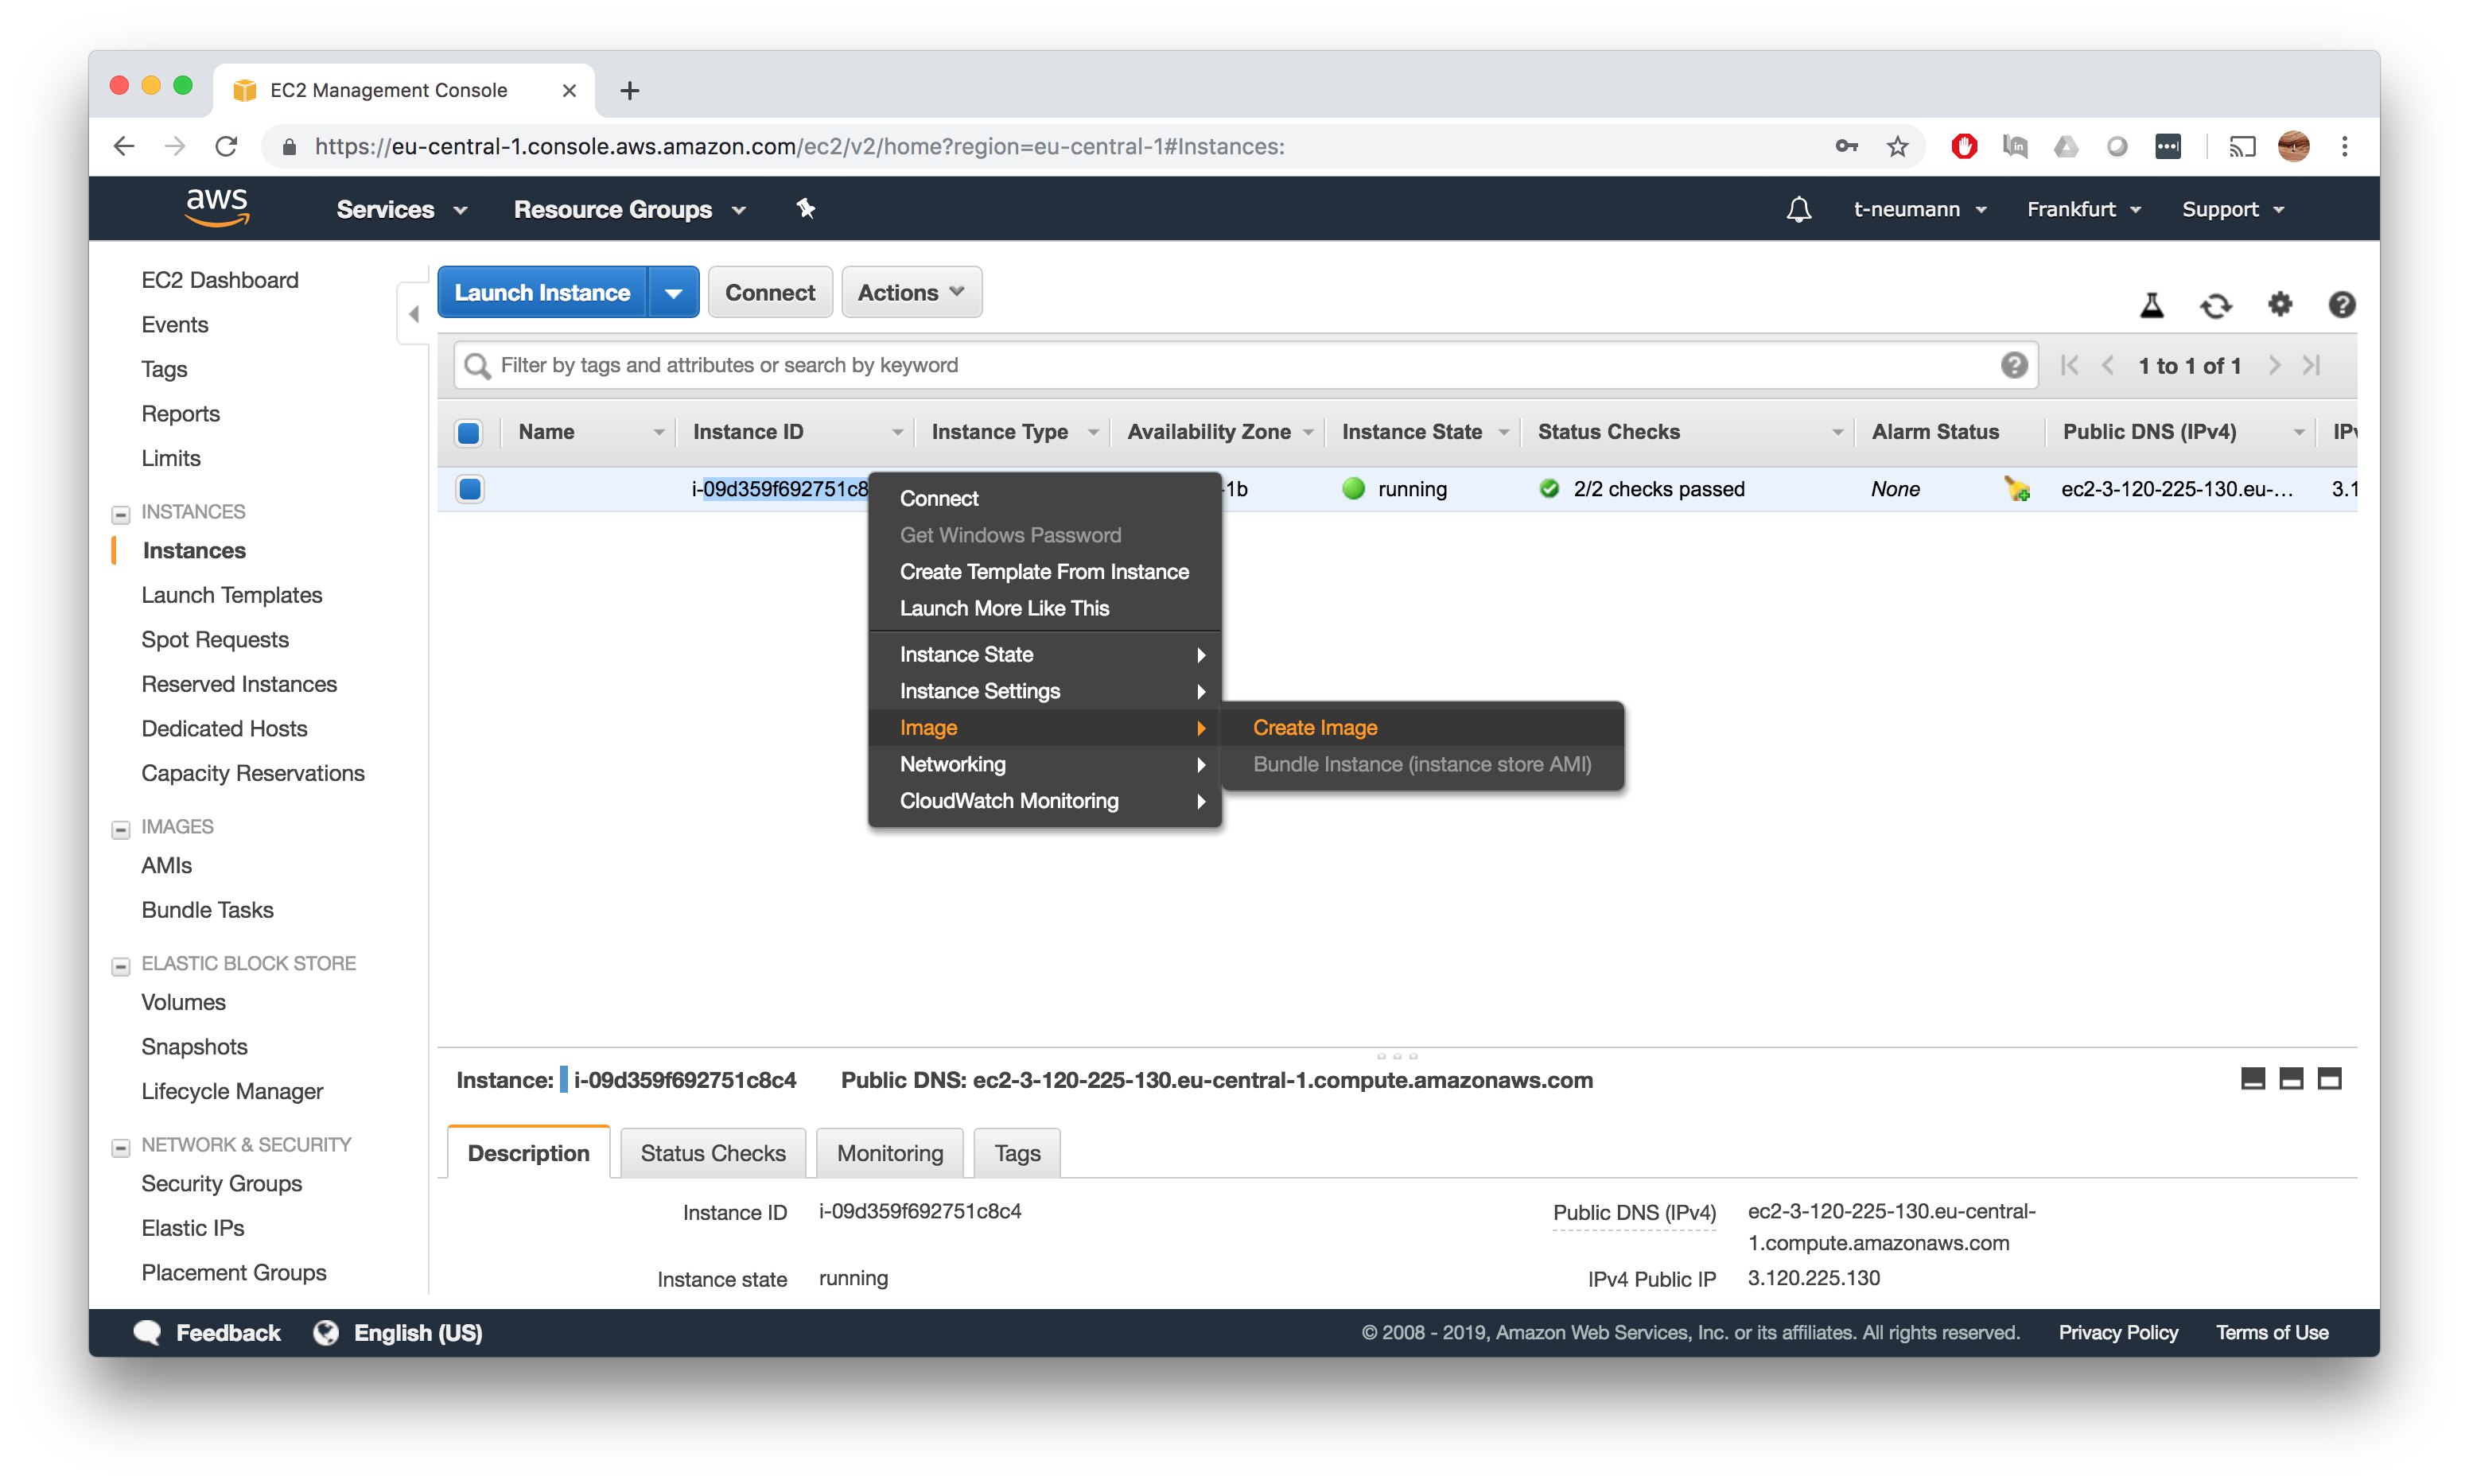 EC2 Management Console
https://eu-central-1.console.aws.amazon.com/ec2/v2/home?region=eu-central-1#Instances:
aws Services Resource Groups t-neumann Frankfurt Support
EC2 Dashboard
Events
Tags
Reports
Limits
INSTANCES
Instances
Launch Templates
Spot Requests
Reserved Instances
Dedicated Hosts
Capacity Reservations
IMAGES
AMIs
Bundle Tasks
ELASTIC BLOCK STORE
Volumes
Snapshots
Lifecycle Manager
NETWORK & SECURITY
Security Groups
Elastic IPs
Placement Groups
Launch Instance Connect Actions
Filter by tags and attributes or search by keyword 1 to 1 of 1
Name Instance ID Instance Type Availability Zone Instance State Status Checks Alarm Status Public DNS (IPv4)
i-09d359f692751c8 -1b running 2/2 checks passed None ec2-3-120-225-130.eu-... 3.1
Connect
Get Windows Password
Create Template From Instance
Launch More Like This
Instance State
Instance Settings
Image
Networking
CloudWatch Monitoring
Create Image
Bundle Instance (instance store AMI)
Instance: i-09d359f692751c8c4 Public DNS: ec2-3-120-225-130.eu-central-1.compute.amazonaws.com
Description Status Checks Monitoring Tags
Instance ID i-09d359f692751c8c4 Public DNS (IPv4) ec2-3-120-225-130.eu-central-
1.compute.amazonaws.com
Instance state running IPv4 Public IP 3.120.225.130
Feedback English (US) © 2008 - 2019, Amazon Web Services, Inc. or its affiliates. All rights reserved. Privacy Policy Terms of Use